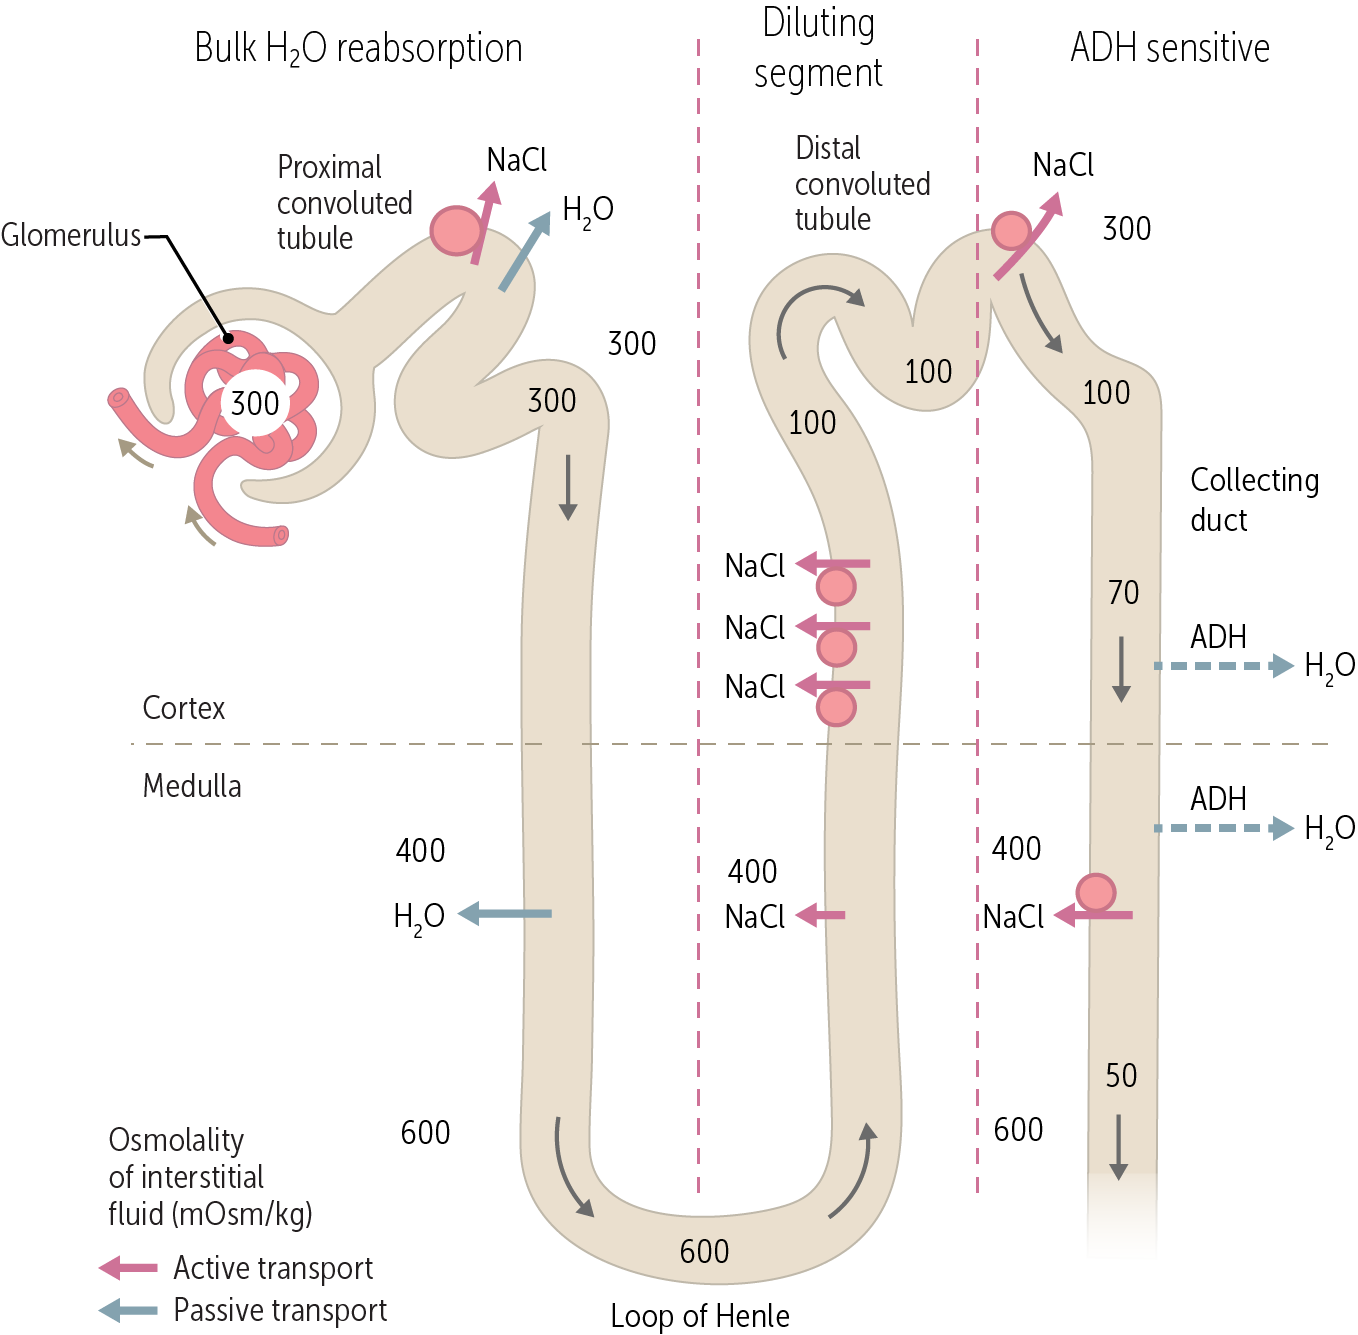 Bulk H₂O reabsorption
Diluting
segment
ADH sensitive
Proximal
convoluted
tubule
NaCl
H₂O
Distal
convoluted
tubule
NaCl
300
Glomerulus
300
300
300
100
100
100
Collecting
duct
NaCl
NaCl
NaCl
70
ADH
H₂O
Cortex
Medulla
ADH
H₂O
400
H₂O
400
NaCl
400
NaCl
50
600
600
600
Osmolality
of interstitial
fluid (mOsm/kg)
Active transport
Passive transport
Loop of Henle